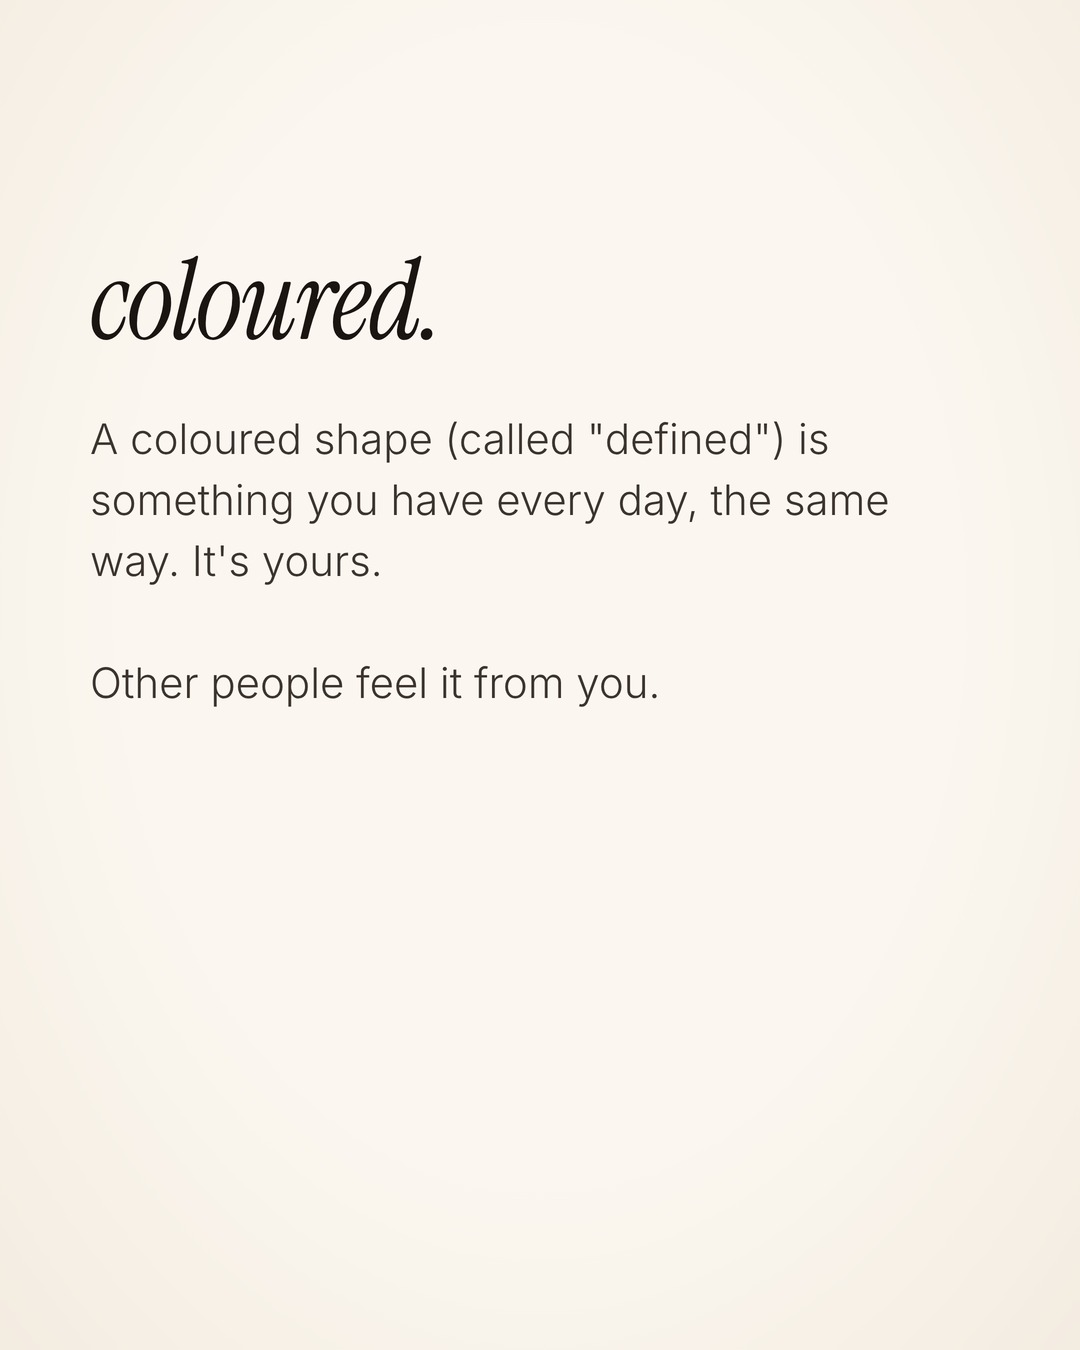 coloured.
A coloured shape (called "defined") is
something you have every day, the same
way. It's yours.
Other people feel it from you.